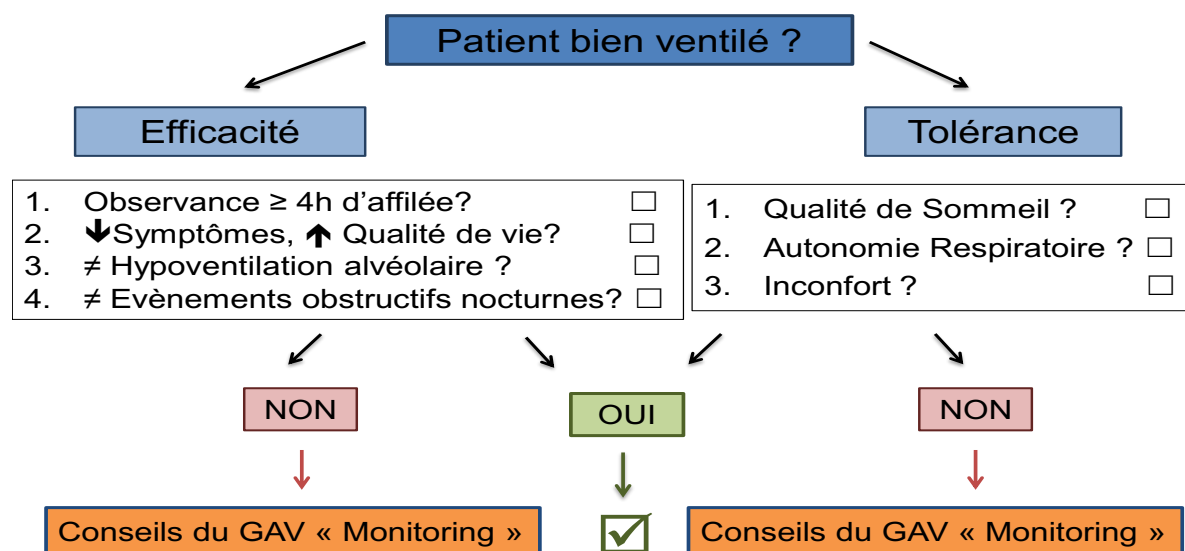 Patient bien ventilé ?
Efficacité
Tolérance
1. Observance ≥ 4h d'affilée? ☐
2. 🡇Symptômes, 🡅 Qualité de vie? ☐
3. ≠ Hypoventilation alvéolaire ? ☐
4. ≠ Evènements obstructifs nocturnes? ☐
1. Qualité de Sommeil ? ☐
2. Autonomie Respiratoire ? ☐
3. Inconfort ? ☐
NON
OUI
NON
Conseils du GAV « Monitoring »
☑
Conseils du GAV « Monitoring »